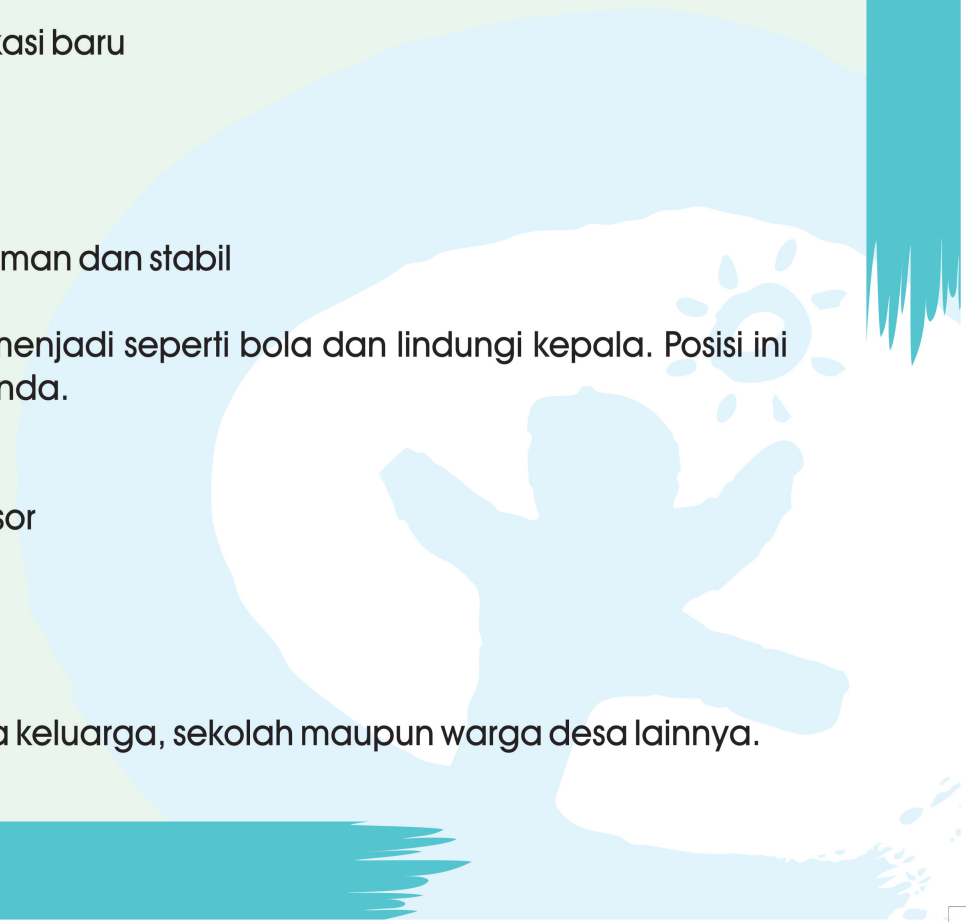 kasi baru
man dan stabil
menjadi seperti bola dan lindungi kepala. Posisi ini
nda.
sor
a keluarga, sekolah maupun warga desa lainnya.